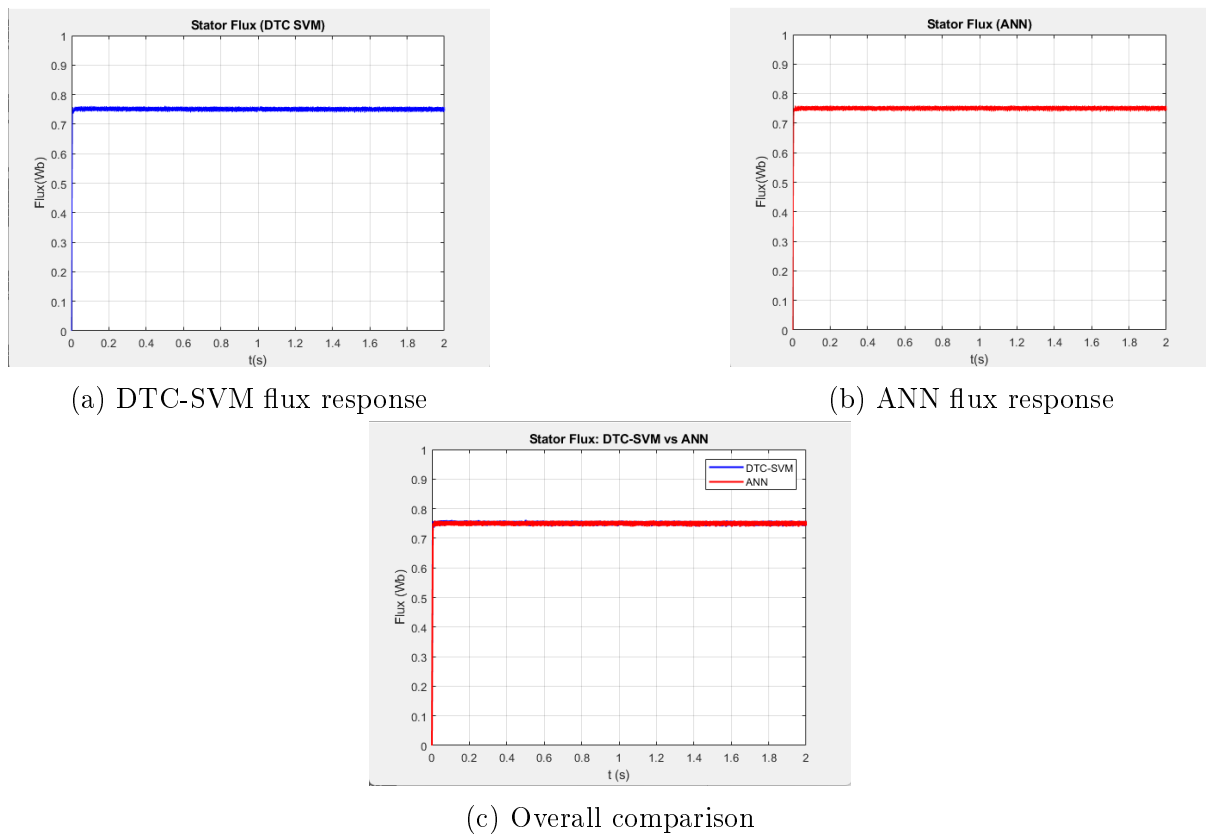 Stator Flux (DTC SVM)
1
0.9
0.8
0.7
0.6
0.5
0.4
0.3
0.2
0.1
0
Flux(Wb)
0 0.2 0.4 0.6 0.8 1 1.2 1.4 1.6 1.8 2
t(s)
(a) DTC-SVM flux response
Stator Flux (ANN)
1
0.9
0.8
0.7
0.6
0.5
0.4
0.3
0.2
0.1
0
Flux(Wb)
0 0.2 0.4 0.6 0.8 1 1.2 1.4 1.6 1.8 2
t(s)
(b) ANN flux response
Stator Flux: DTC-SVM vs ANN
DTC-SVM
ANN
1
0.9
0.8
0.7
0.6
0.5
0.4
0.3
0.2
0.1
0
Flux (Wb)
0 0.2 0.4 0.6 0.8 1 1.2 1.4 1.6 1.8 2
t (s)
(c) Overall comparison